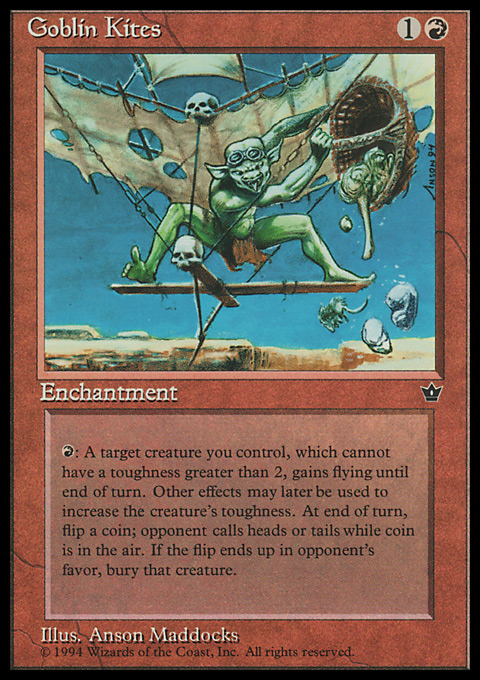 Goblin Kites 1
ANSON 94
Enchantment
: A target creature you control, which cannot
have a toughness greater than 2, gains flying until
end of turn. Other effects may later be used to
increase the creature's toughness. At end of turn,
flip a coin; opponent calls heads or tails while coin
is in the air. If the flip ends up in opponent's
favor, bury that creature.
Illus. Anson Maddocks
© 1994 Wizards of the Coast, Inc. All rights reserved.